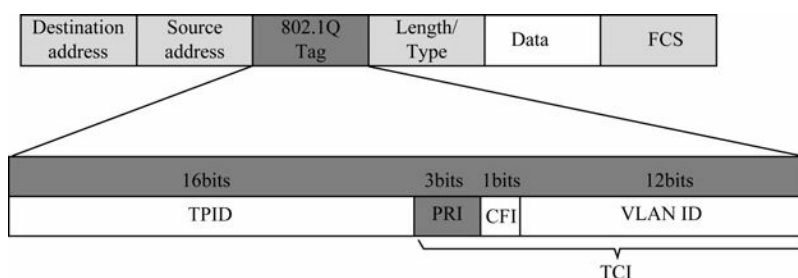 Destination address
Source address
802.1Q Tag
Length/ Type
Data
FCS
16bits 3bits 1bits 12bits
TPID PRI CFI VLAN ID
TCI